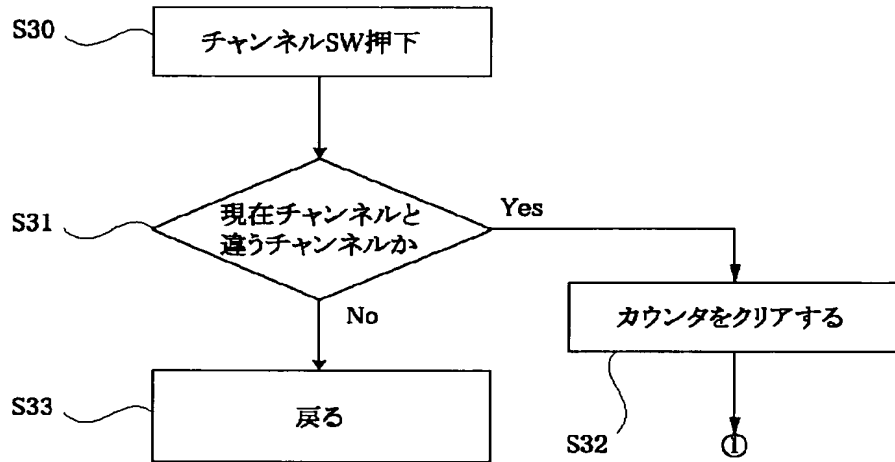 S30
チャンネルSW押下
S31
現在チャンネルと
違うチャンネルか
Yes
No
カウンタをクリアする
S33
戻る
S32
①